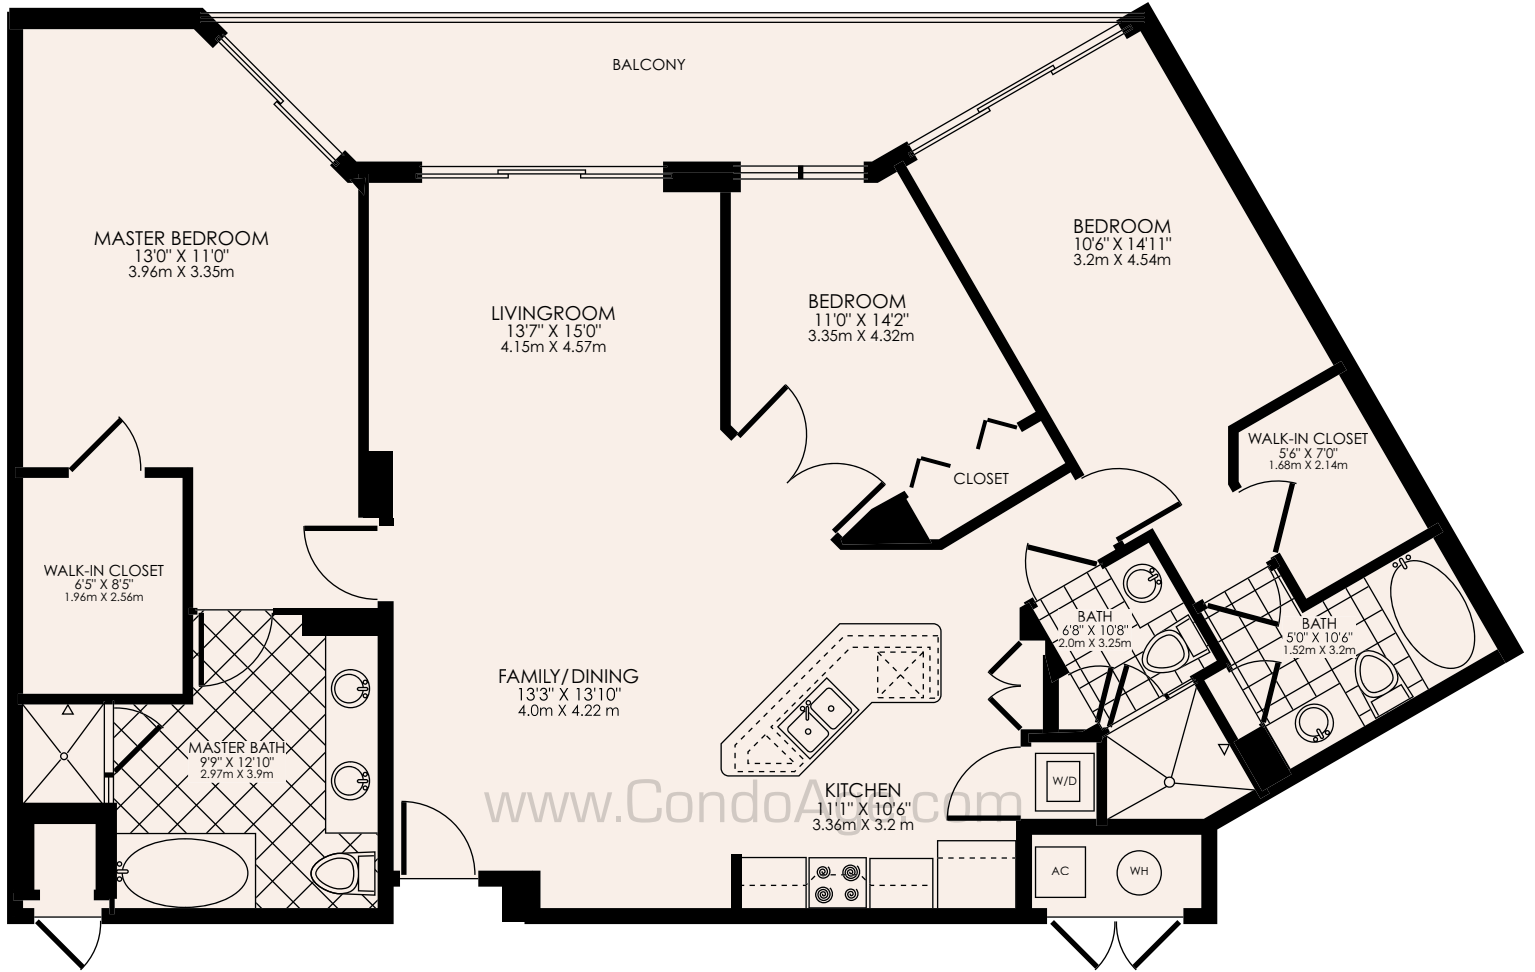 BALCONY
MASTER BEDROOM
13'0" X 11'0"
3.96m X 3.35m
LIVINGROOM
13'7" X 15'0"
4.15m X 4.57m
BEDROOM
11'0" X 14'2"
3.35m X 4.32m
BEDROOM
10'6" X 14'11"
3.2m X 4.54m
WALK-IN CLOSET
5'6" X 7'0"
1.68m X 2.14m
CLOSET
WALK-IN CLOSET
6'5" X 8'5"
1.96m X 2.56m
BATH
6'8" X 10'8"
2.0m X 3.25m
BATH
5'0" X 10'6"
1.52m X 3.2m
FAMILY/DINING
13'3" X 13'10"
4.0m X 4.22 m
MASTER BATH
9'9" X 12'10"
2.97m X 3.9m
KITCHEN
11'1" X 10'6"
3.36m X 3.2 m
www.CondoAge.com
W/D
AC
WH